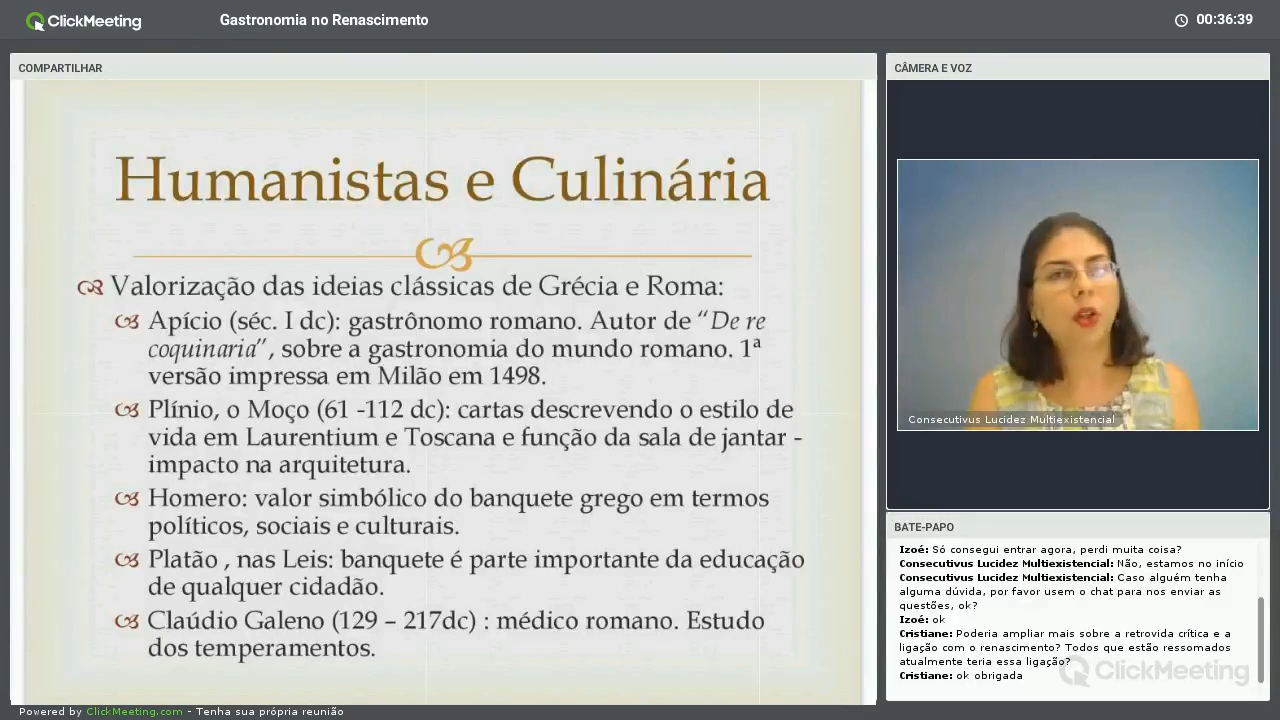 ClickMeeting
Gastronomia no Renascimento
00:36:39
COMPARTILHAR
Humanistas e Culinária
Valorização das ideias clássicas de Grécia e Roma:
Apício (séc. I dc): gastrônomo romano. Autor de “De re
coquinaria”, sobre a gastronomia do mundo romano. 1ª
versão impressa em Milão em 1498.
Plínio, o Moço (61 -112 dc): cartas descrevendo o estilo de
vida em Laurentium e Toscana e função da sala de jantar -
impacto na arquitetura.
Homero: valor simbólico do banquete grego em termos
políticos, sociais e culturais.
Platão , nas Leis: banquete é parte importante da educação
de qualquer cidadão.
Claúdio Galeno (129 – 217dc) : médico romano. Estudo
dos temperamentos.
CÂMERA E VOZ
Consecutivus Lucidez Multiexistencial
BATE-PAPO
Izoé: Só consegui entrar agora, perdi muita coisa?
Consecutivus Lucidez Multiexistencial: Não, estamos no início
Consecutivus Lucidez Multiexistencial: Caso alguém tenha
alguma dúvida, por favor usem o chat para nos enviar as
questões, ok?
Izoé: ok
Cristiane: Poderia ampliar mais sobre a retrovida crítica e a
ligação com o renascimento? Todos que estão ressomados
atualmente teria essa ligação?
Cristiane: ok obrigada
ClickMeeting
Powered by ClickMeeting.com - Tenha sua própria reunião